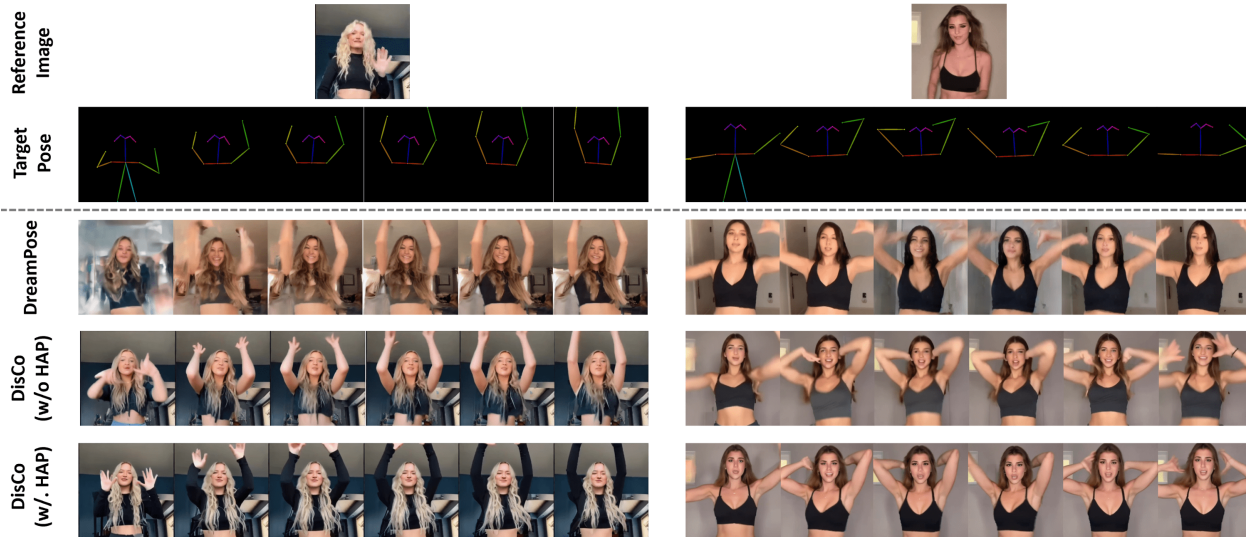 Reference
Image
Target
Pose
DreamPose
DisCo
(w/o HAP)
DisCo
(w/. HAP)